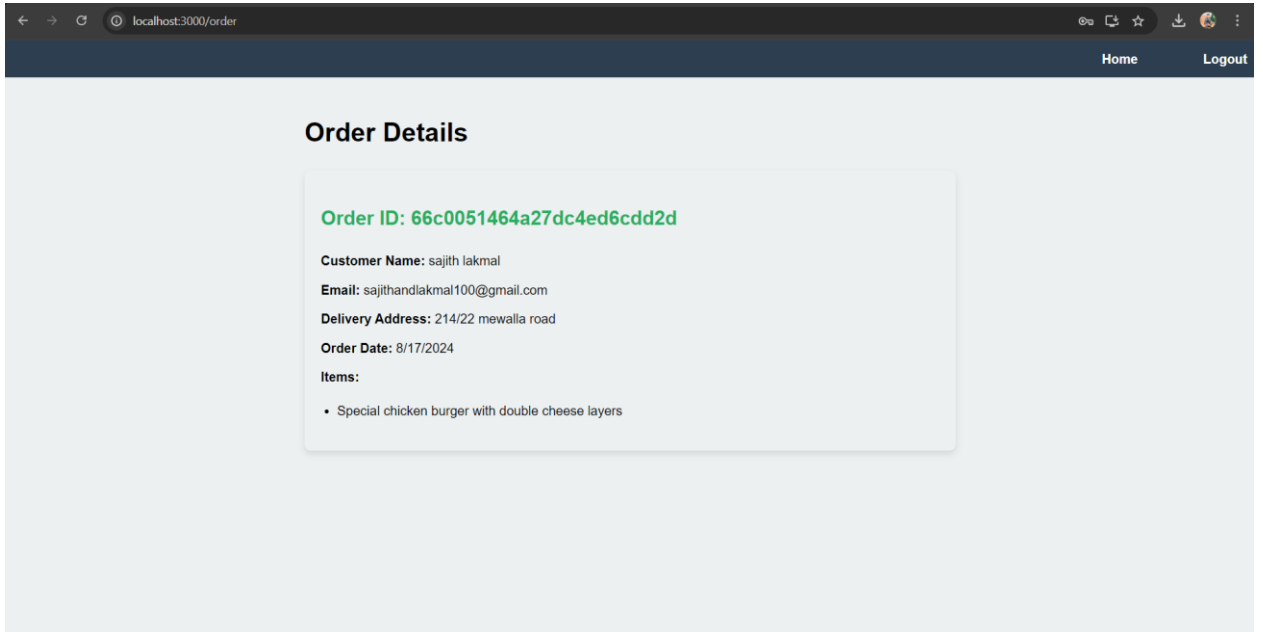 localhost:3000/order
Home Logout
Order Details
Order ID: 66c0051464a27dc4ed6cdd2d
Customer Name: sajith lakmal
Email: sajithandlakmal100@gmail.com
Delivery Address: 214/22 mewalla road
Order Date: 8/17/2024
Items:
• Special chicken burger with double cheese layers